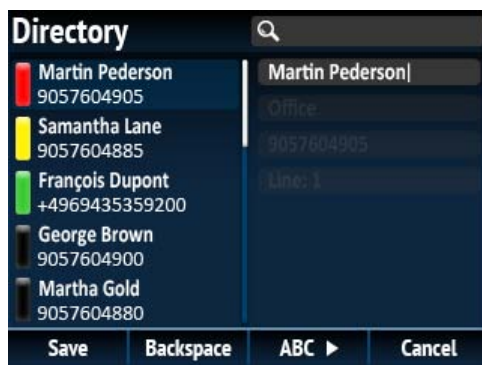 Directory
Martin Pederson
9057604905
Samantha Lane
9057604885
François Dupont
+4969435359200
George Brown
9057604900
Martha Gold
9057604880
Martin Pederson
Office
9057604905
Line: 1
Save Backspace ABC ► Cancel